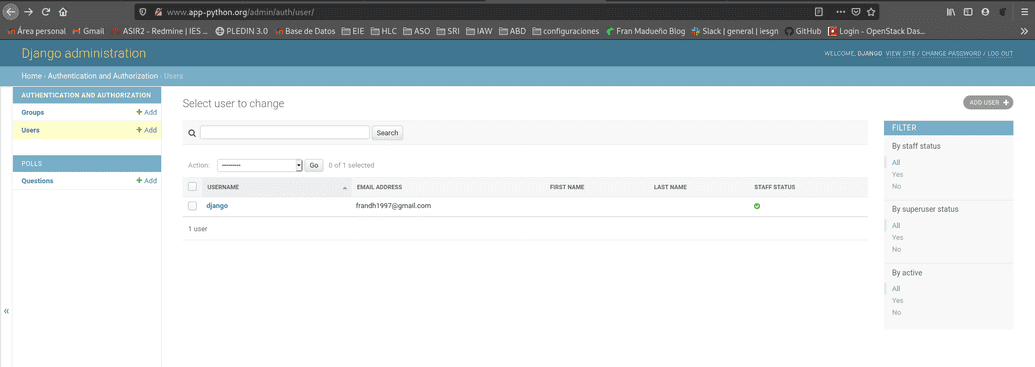 www.app-python.org/admin/auth/user/
Área personal Gmail ASIR2 - Redmine | IES ... PLEDIN 3.0 Base de Datos EIE HLC ASO SRI IAW ABD configuraciones Fran Madueño Blog Slack | general | iesgn GitHub Login - OpenStack Das...
Django administration
WELCOME, DJANGO. VIEW SITE / CHANGE PASSWORD / LOG OUT
Home › Authentication and Authorization › Users
AUTHENTICATION AND AUTHORIZATION
Groups + Add
Users + Add
POLLS
Questions + Add
Select user to change
ADD USER +
Search
Action: --------- Go 0 of 1 selected
USERNAME EMAIL ADDRESS FIRST NAME LAST NAME STAFF STATUS
django frandh1997@gmail.com
1 user
FILTER
By staff status
All
Yes
No
By superuser status
All
Yes
No
By active
All
Yes
No
«